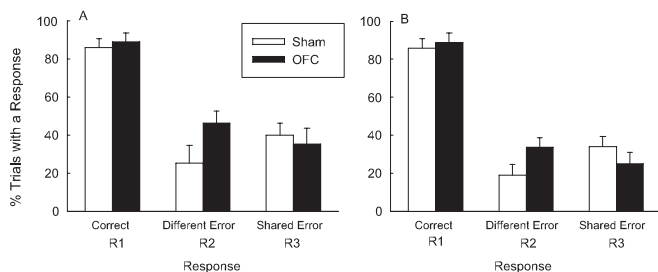 A
B
Sham
OFC
% Trials with a Response
100
80
60
40
20
0
100
80
60
40
20
0
Correct
Different Error
Shared Error
R1
R2
R3
Response
Correct
Different Error
Shared Error
R1
R2
R3
Response